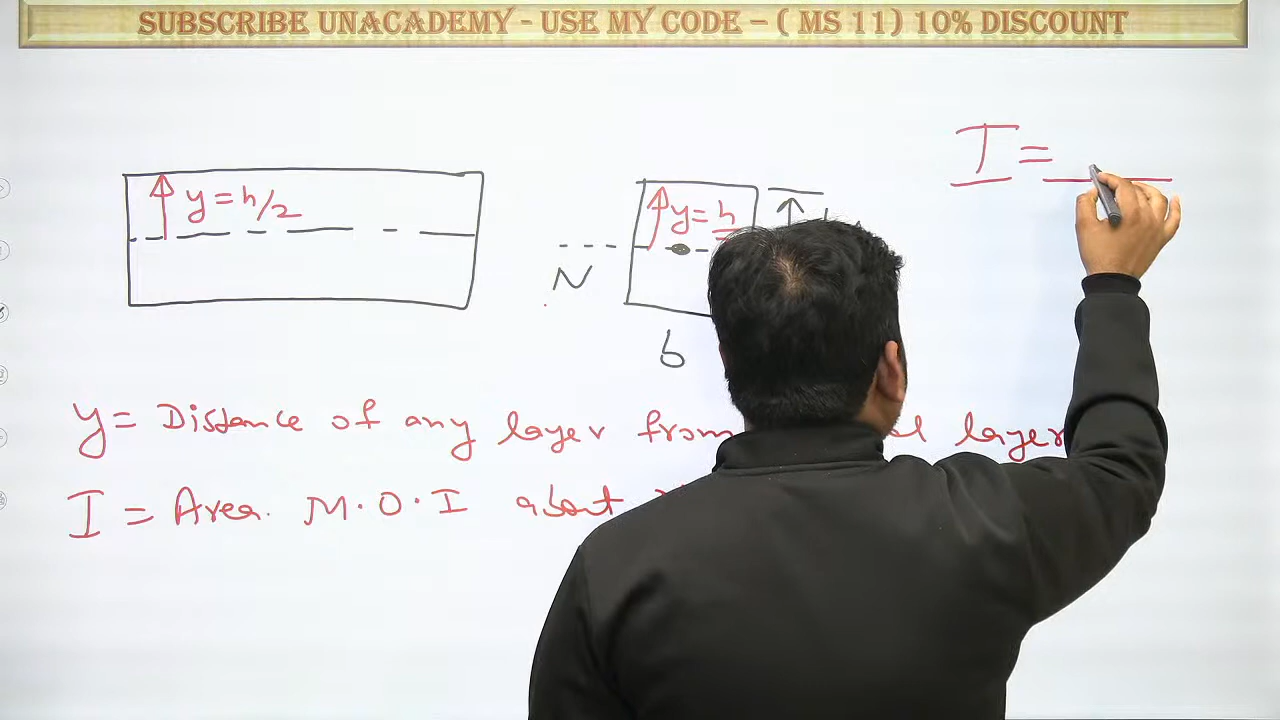 SUBSCRIBE UNACADEMY - USE MY CODE – ( MS 11) 10% DISCOUNT
I =
y = h/2
y = h
N
b
y = Distance of any layer from layer
I = Area M.O.I about